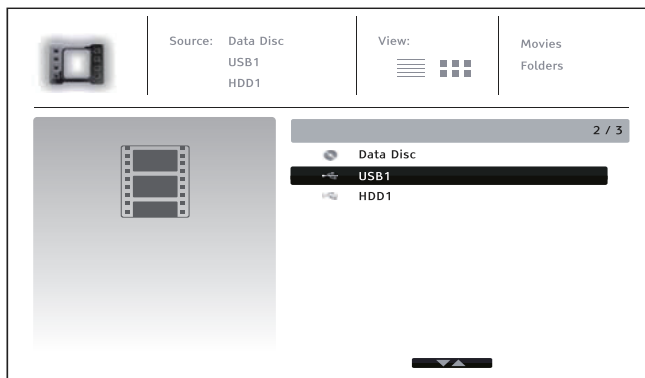 Source: Data Disc
USB1
HDD1
View:
Movies
Folders
2 / 3
Data Disc
USB1
HDD1